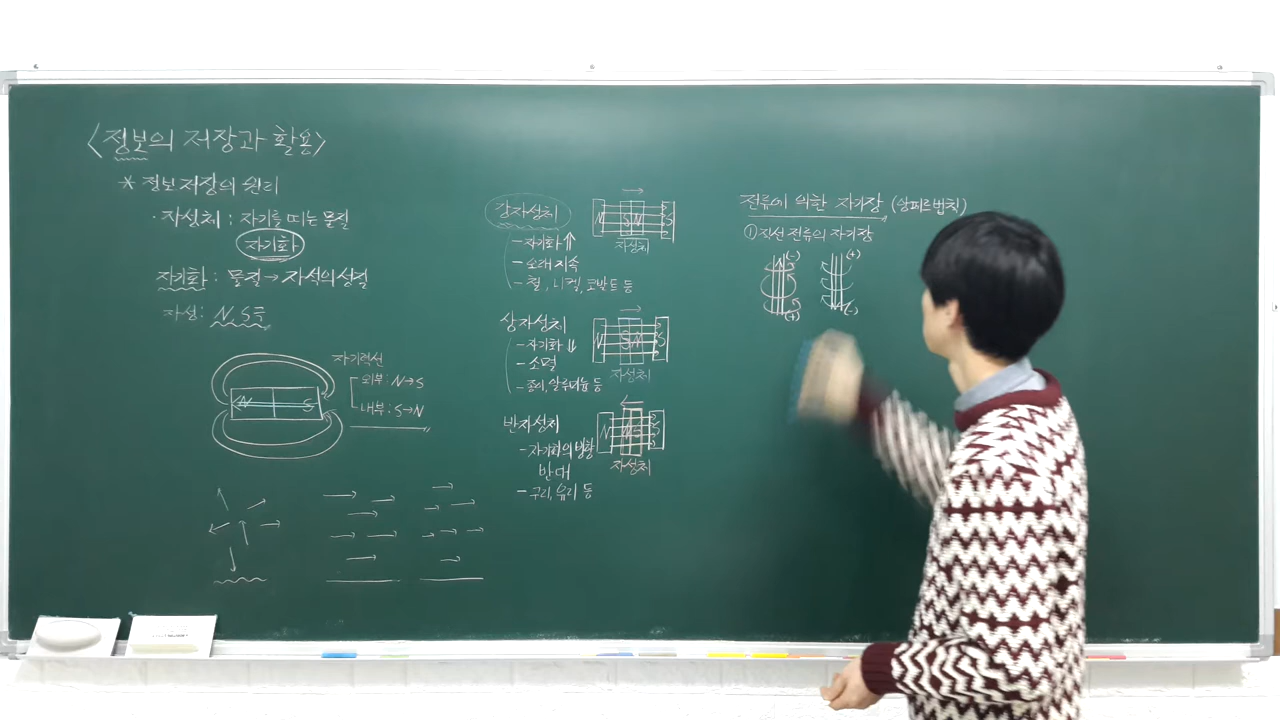 <정보의 저장과 활용>
* 정보 저장의 원리
· 자성체 : 자기를 띠는 물질
자기화
자기화 : 물질 → 자석의 성질
자성 : N, S극
자기력선
외부 : N→S
내부 : S→N
N S
강자성체
- 자기화 ⇑
- 오래 지속
- 철, 니켈, 코발트 등
N S N S
자성체
상자성체
- 자기화 ⇓
- 소멸
- 종이, 알루미늄 등
N S N S
자성체
반자성체
- 자기화의 방향
반대
- 구리, 유리 등
N N S S
자성체
전류에 의한 자기장 (앙페르 법칙)
① 직선 전류의 자기장
(-) (+)
(+) (-)